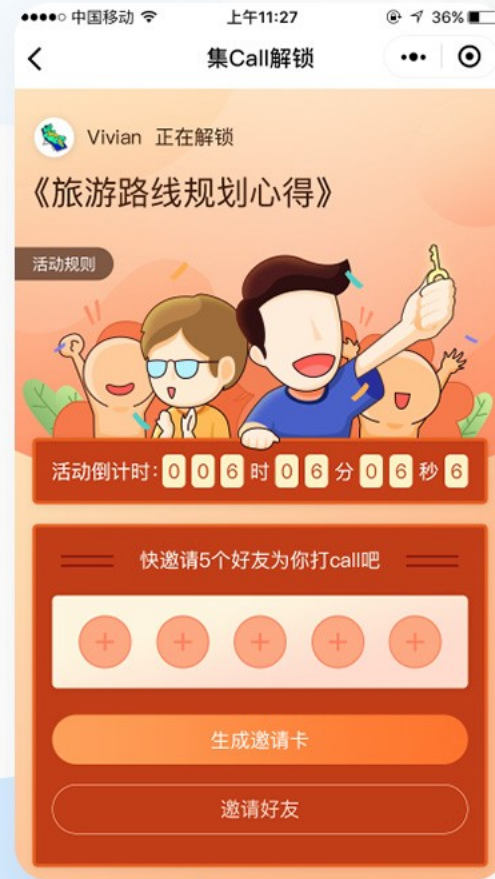 中国移动 上午11:27 36%
集Call解锁
Vivian 正在解锁
《旅游路线规划心得》
活动规则
活动倒计时: 0 0 6 时 0 6 分 0 6 秒 6
快邀请5个好友为你打call吧
生成邀请卡
邀请好友